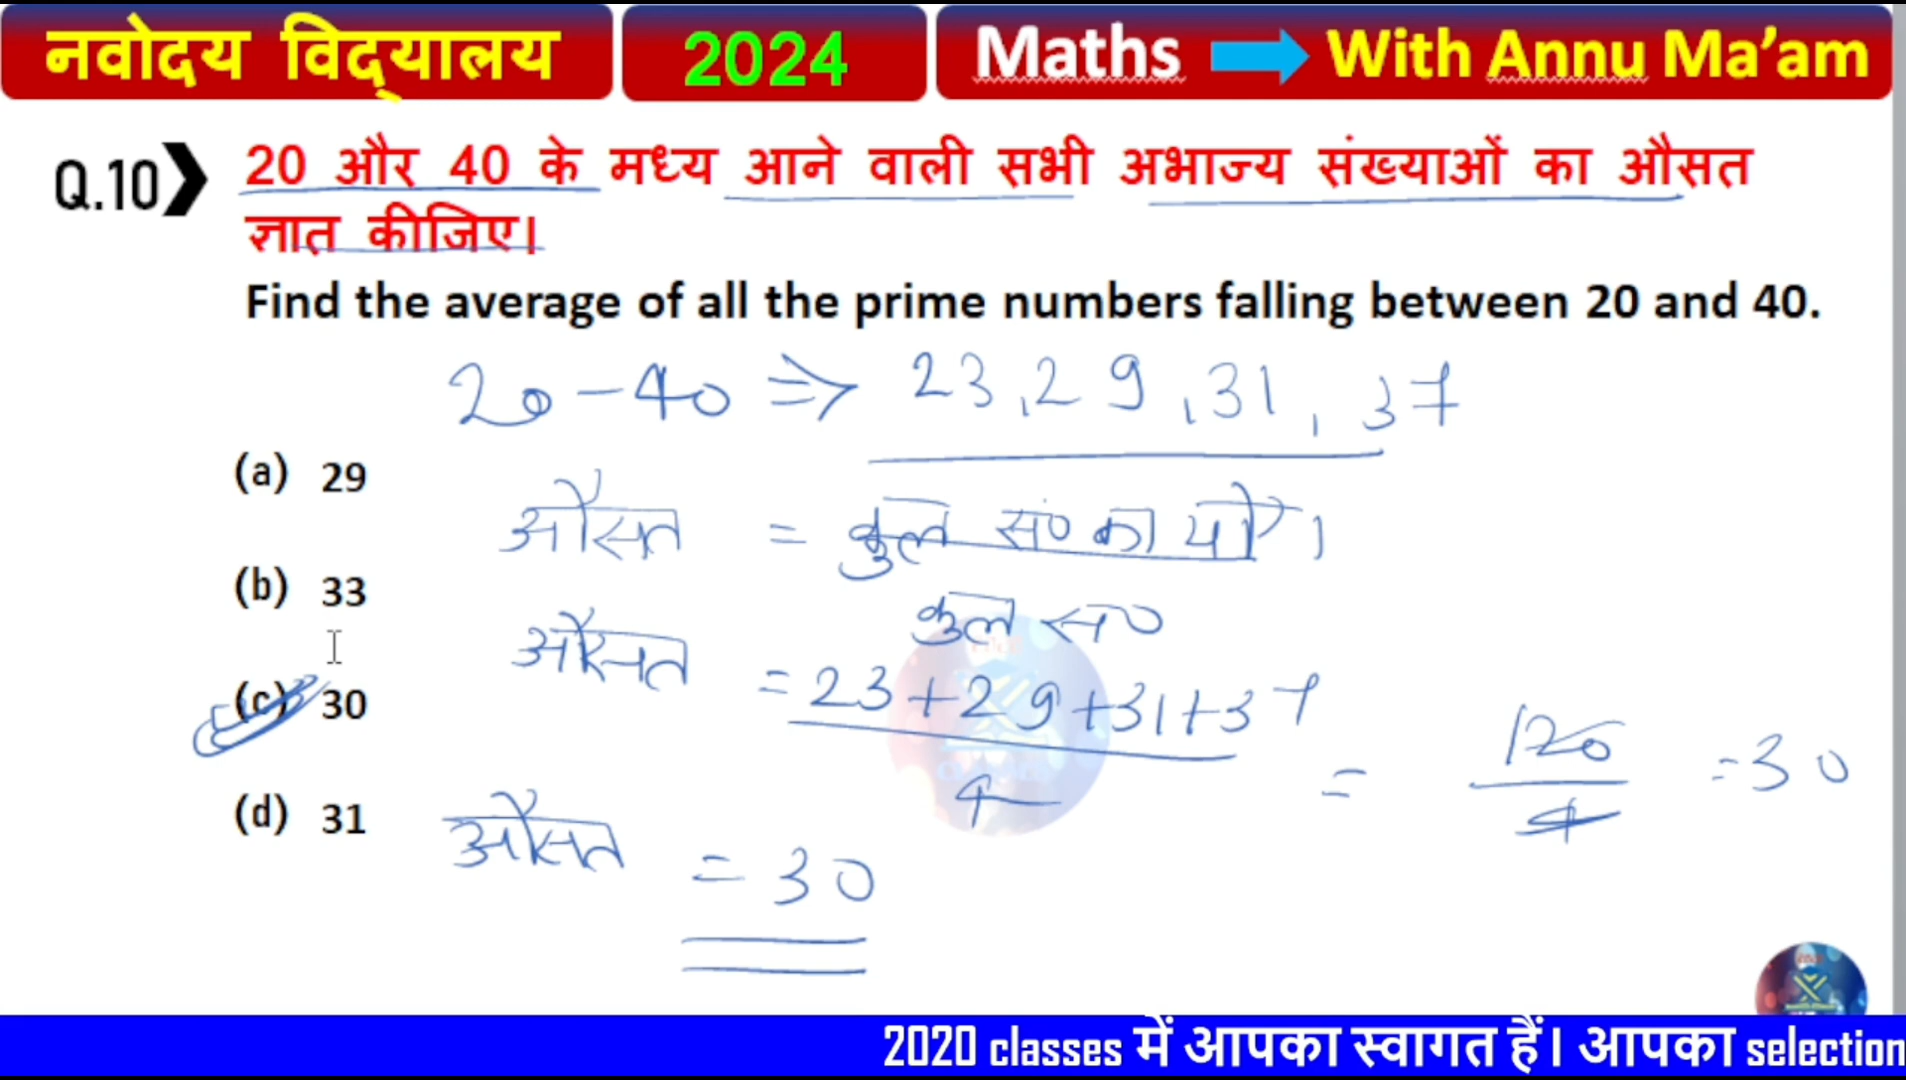 नवोदय विद्यालय 2024 Maths With Annu Ma'am
Q.10 20 और 40 के मध्य आने वाली सभी अभाज्य संख्याओं का औसत
ज्ञात कीजिए।
Find the average of all the prime numbers falling between 20 and 40.
20-40 ⇒ 23,29,31,37
(a) 29
औसत = कुल सं० का योग
(b) 33
कुल सं०
औसत = 23+29+31+37
(c) 30
4
= 120
4
=30
(d) 31
औसत = 30
2020 classes में आपका स्वागत हैं। आपका selection